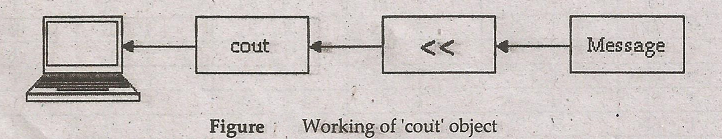 cout << Message
Figure : Working of 'cout' object